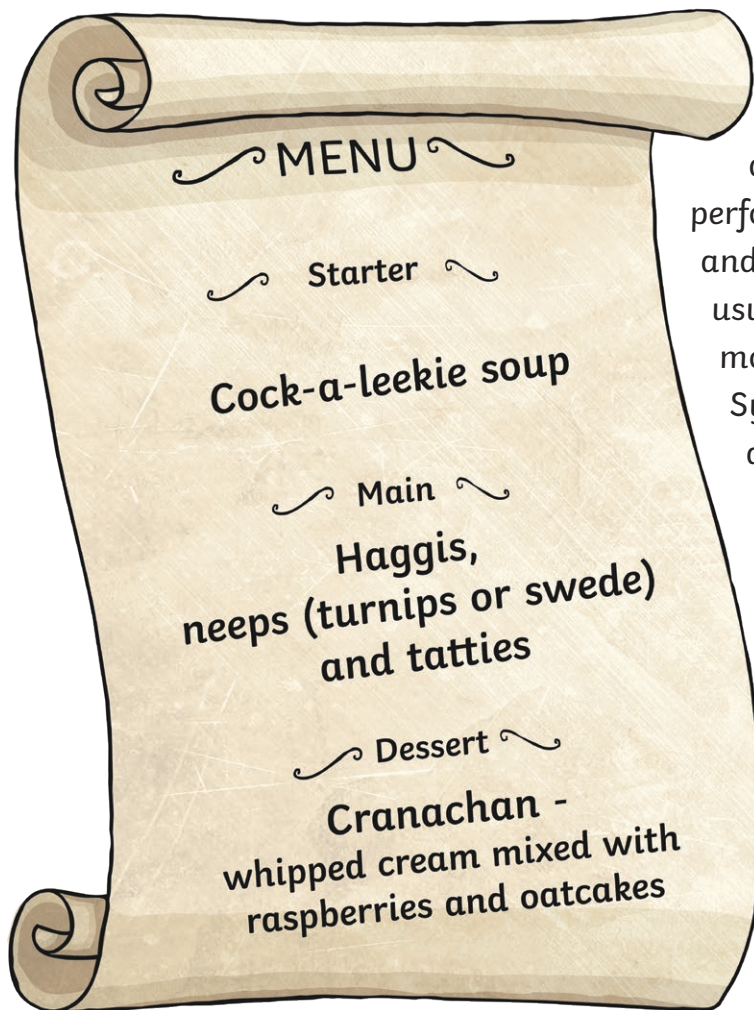 MENU
Starter
Cock-a-leekie soup
Main
Haggis,
neeps (turnips or swede)
and tatties
Dessert
Cranachan -
whipped cream mixed with
raspberries and oatcakes
and